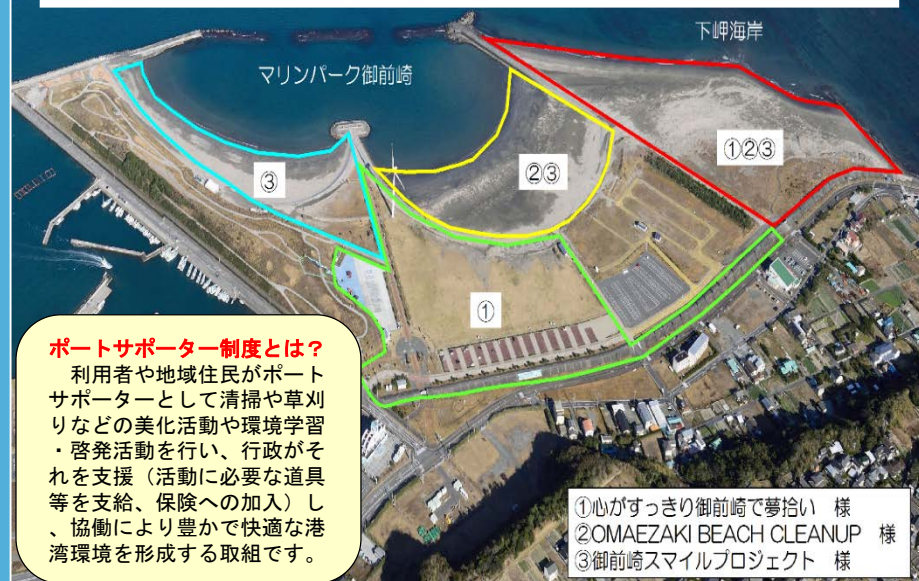 下岬海岸
マリンパーク御前崎
①②③
②③
③
①
ポートサポーター制度とは？
　利用者や地域住民がポート
サポーターとして清掃や草刈
りなどの美化活動や環境学習
・啓発活動を行い、行政がそ
れを支援（活動に必要な道具
等を支給、保険への加入）し
、協働により豊かで快適な港
湾環境を形成する取組です。
①心がすっきり御前崎で夢拾い　様
②OMAEZAKI BEACH CLEANUP　様
③御前崎スマイルプロジェクト　様